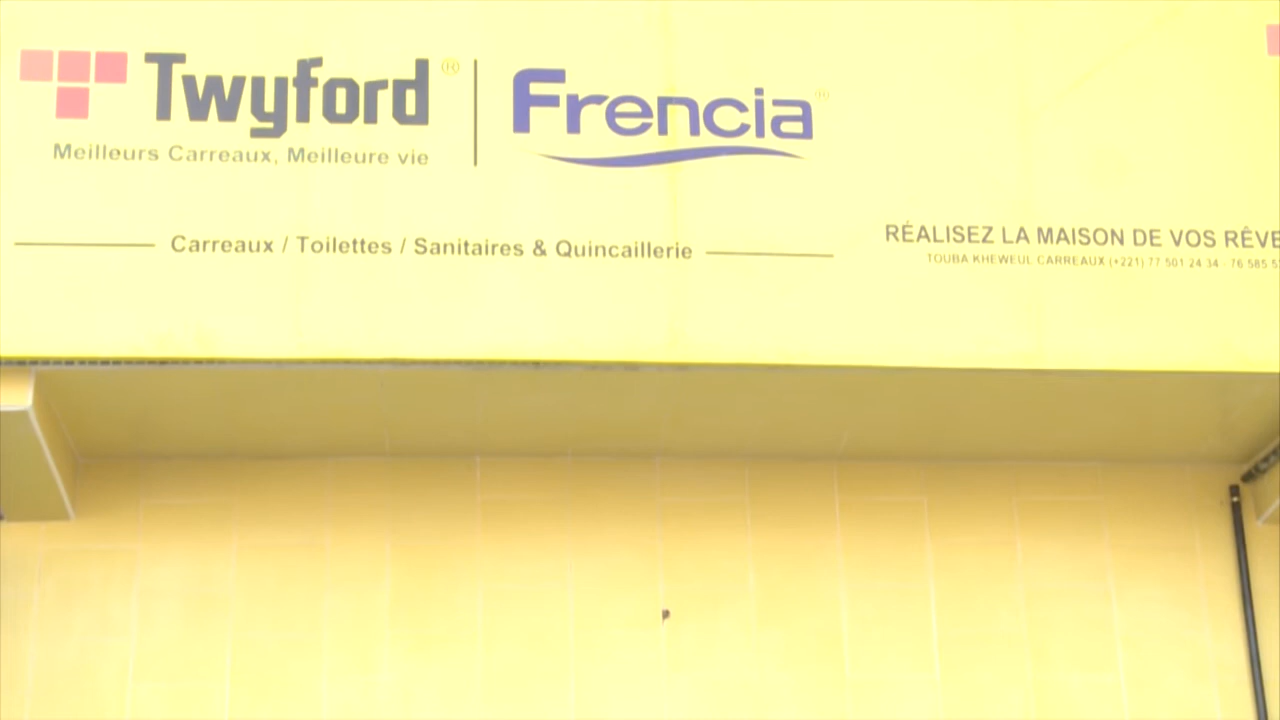 Twyford®
Meilleurs Carreaux, Meilleure vie
Frencia
Carreaux / Toilettes / Sanitaires & Quincaillerie
RÉALISEZ LA MAISON DE VOS RÊVE
TOUBA KHEWEUL CARREAUX (+221) 77 501 24 34 - 76 585 5